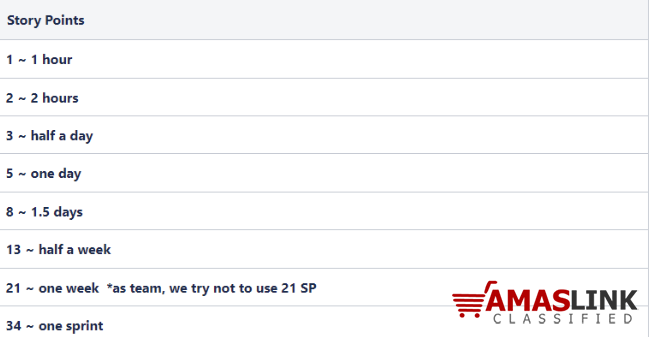 Story Points
1 ~ 1 hour
2 ~ 2 hours
3 ~ half a day
5 ~ one day
8 ~ 1.5 days
13 ~ half a week
21 ~ one week *as team, we try not to use 21 SP
AMASLINK
CLASSIFIED
34 ~ one sprint